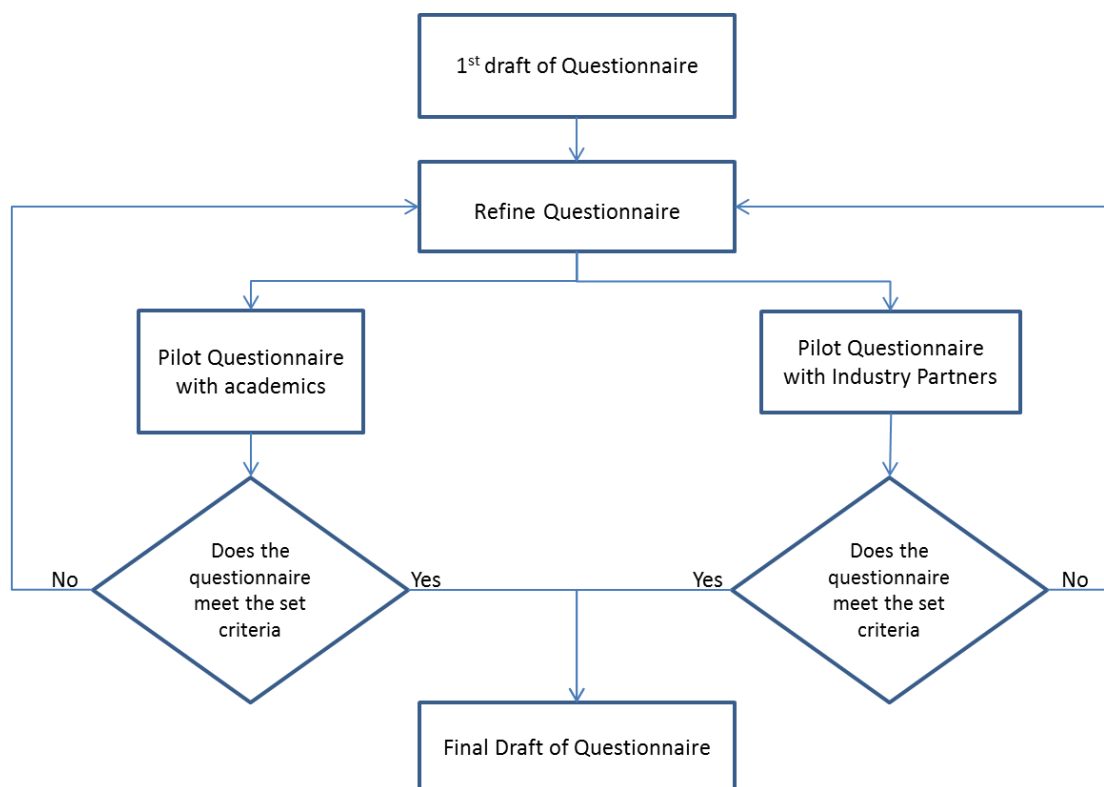 1st draft of Questionnaire
Refine Questionnaire
Pilot Questionnaire
with academics
Pilot Questionnaire
with Industry Partners
No
Does the
questionnaire
meet the set
criteria
Yes
Yes
Does the
questionnaire
meet the set
criteria
No
Final Draft of Questionnaire